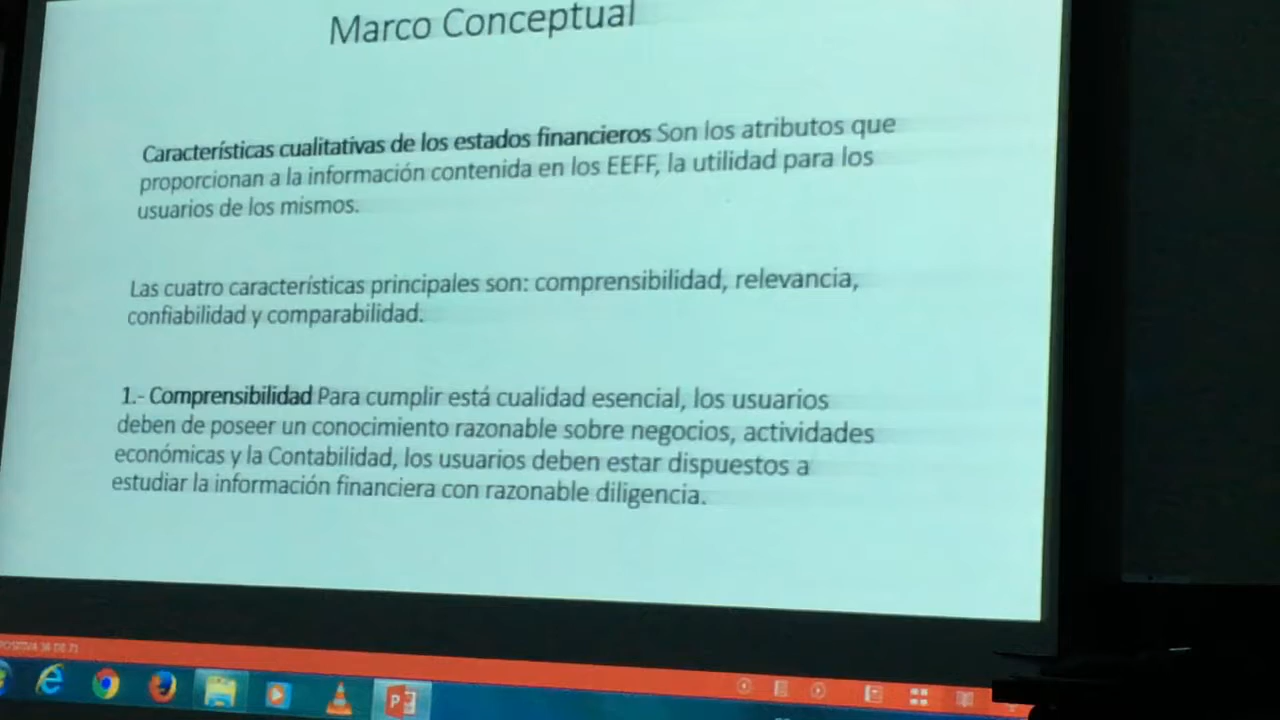 Marco Conceptual
Características cualitativas de los estados financieros Son los atributos que
proporcionan a la información contenida en los EEFF, la utilidad para los
usuarios de los mismos.
Las cuatro características principales son: comprensibilidad, relevancia,
confiabilidad y comparabilidad.
1.- Comprensibilidad Para cumplir está cualidad esencial, los usuarios
deben de poseer un conocimiento razonable sobre negocios, actividades
económicas y la Contabilidad, los usuarios deben estar dispuestos a
estudiar la información financiera con razonable diligencia.